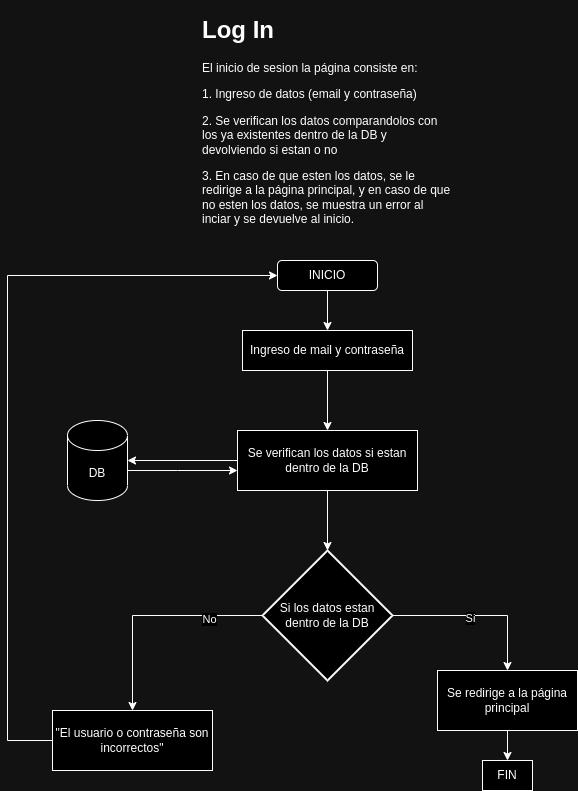 Log In
El inicio de sesion la página consiste en:
1. Ingreso de datos (email y contraseña)
2. Se verifican los datos comparandolos con
los ya existentes dentro de la DB y
devolviendo si estan o no
3. En caso de que esten los datos, se le
redirige a la página principal, y en caso de que
no esten los datos, se muestra un error al
inciar y se devuelve al inicio.
INICIO
Ingreso de mail y contraseña
Se verifican los datos si estan
dentro de la DB
DB
Si los datos estan
dentro de la DB
No
Sí
Se redirige a la página
principal
"El usuario o contraseña son
incorrectos"
FIN